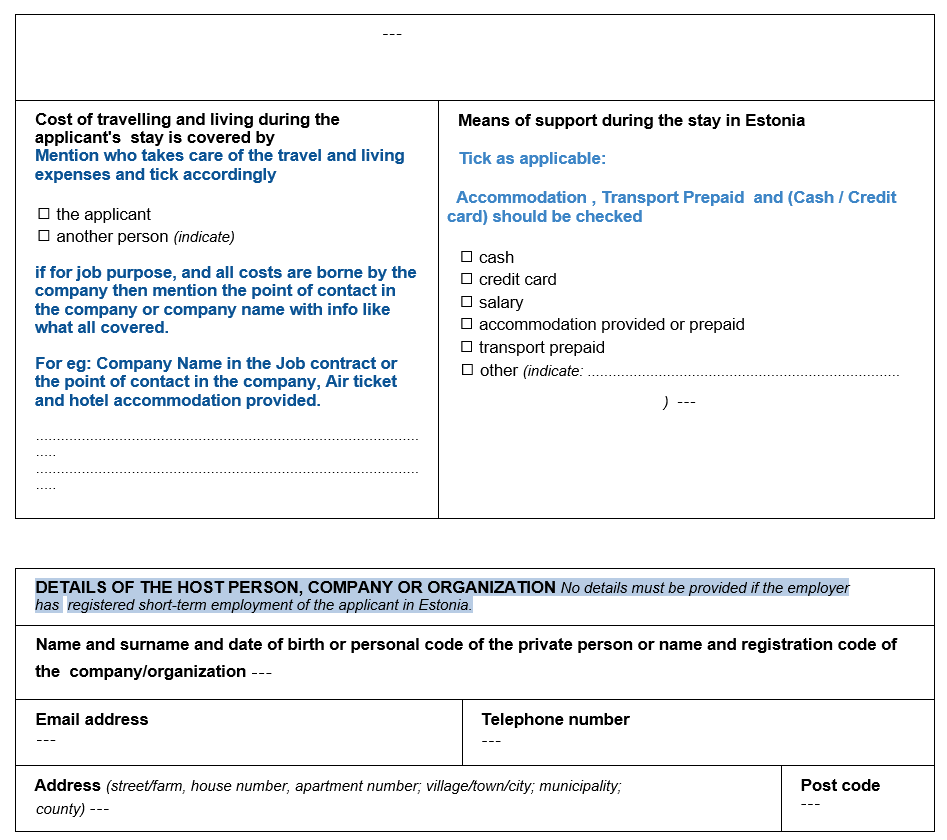 ---
Cost of travelling and living during the
applicant's  stay is covered by
Mention who takes care of the travel and living
expenses and tick accordingly
☐ the applicant
☐ another person (indicate)
if for job purpose, and all costs are borne by the
company then mention the point of contact in
the company or company name with info like
what all covered.
For eg: Company Name in the Job contract or
the point of contact in the company, Air ticket
and hotel accommodation provided.
............................................................................................
.....
............................................................................................
.....
Means of support during the stay in Estonia
Tick as applicable:
Accommodation , Transport Prepaid  and (Cash / Credit
card) should be checked
☐ cash
☐ credit card
☐ salary
☐ accommodation provided or prepaid
☐ transport prepaid
☐ other (indicate: ...........................................................................
)  ---
DETAILS OF THE HOST PERSON, COMPANY OR ORGANIZATION No details must be provided if the employer
has  registered short-term employment of the applicant in Estonia.
Name and surname and date of birth or personal code of the private person or name and registration code of
the  company/organization ---
Email address
---
Telephone number
---
Address (street/farm, house number, apartment number; village/town/city; municipality;
county) ---
Post code
---